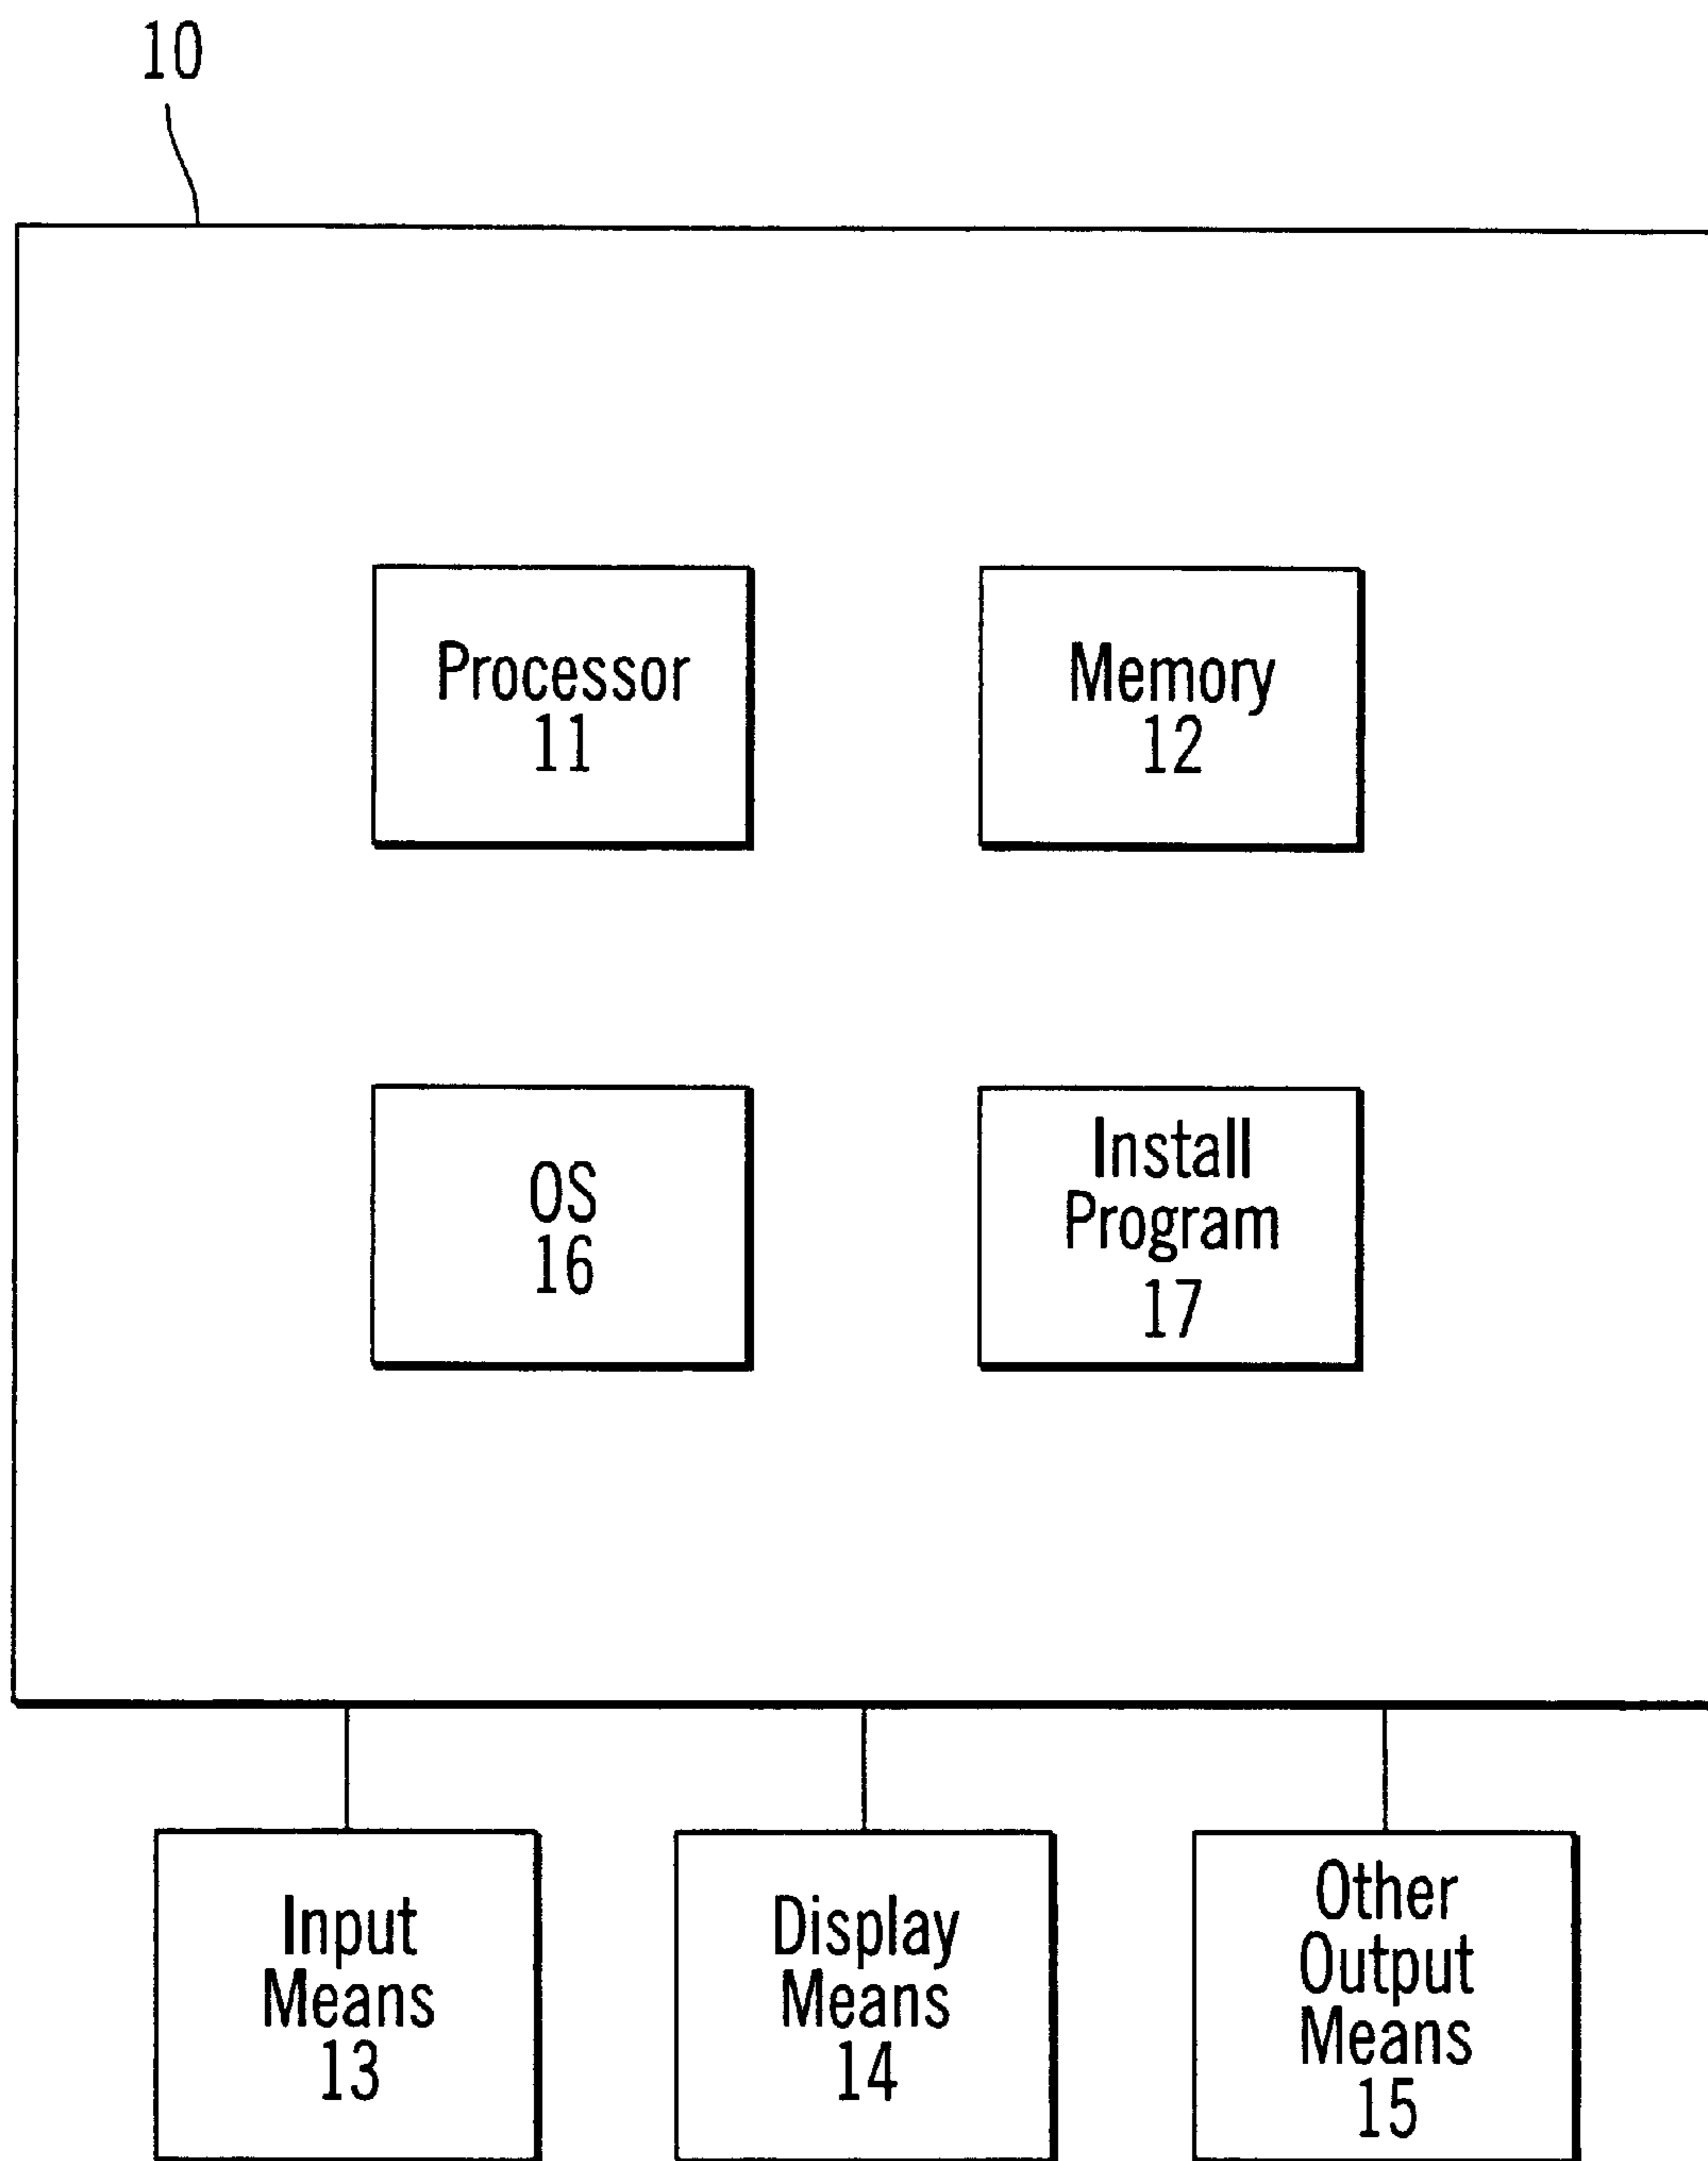 10
Processor
11
Memory
12
OS
16
Install
Program
17
Input
Means
13
Display
Means
14
Other
Output
Means
15